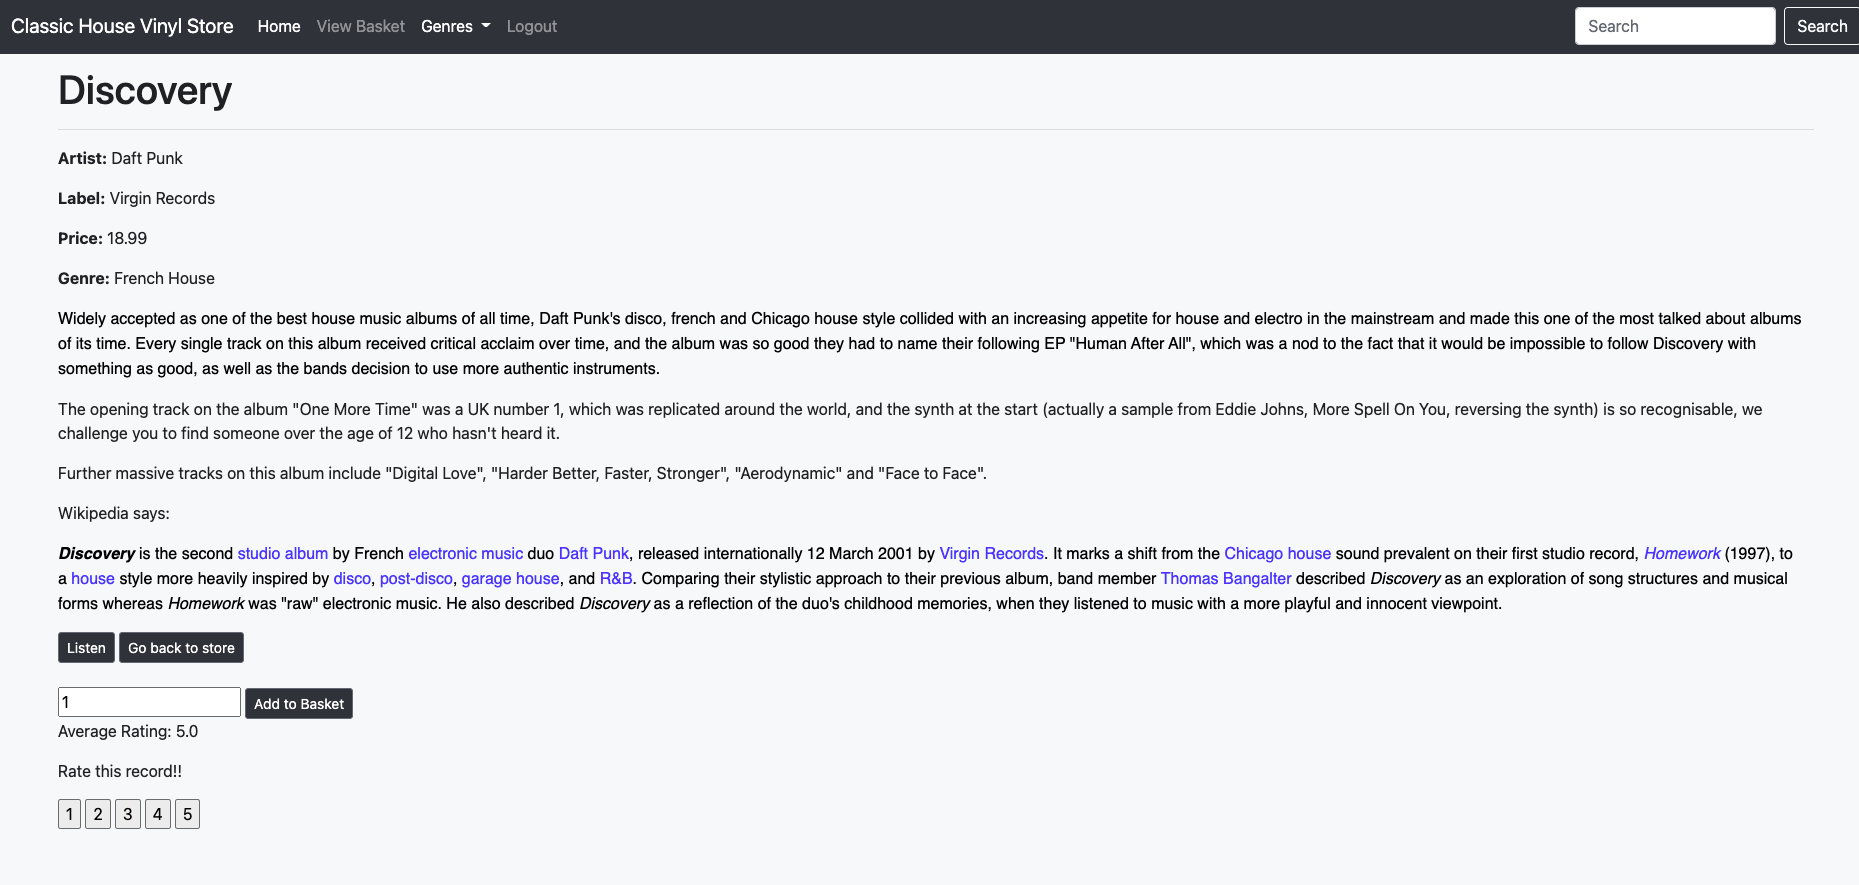 Classic House Vinyl Store Home View Basket Genres Logout Search Search
Discovery
Artist: Daft Punk
Label: Virgin Records
Price: 18.99
Genre: French House
Widely accepted as one of the best house music albums of all time, Daft Punk's disco, french and Chicago house style collided with an increasing appetite for house and electro in the mainstream and made this one of the most talked about albums
of its time. Every single track on this album received critical acclaim over time, and the album was so good they had to name their following EP "Human After All", which was a nod to the fact that it would be impossible to follow Discovery with
something as good, as well as the bands decision to use more authentic instruments.
The opening track on the album "One More Time" was a UK number 1, which was replicated around the world, and the synth at the start (actually a sample from Eddie Johns, More Spell On You, reversing the synth) is so recognisable, we
challenge you to find someone over the age of 12 who hasn't heard it.
Further massive tracks on this album include "Digital Love", "Harder Better, Faster, Stronger", "Aerodynamic" and "Face to Face".
Wikipedia says:
Discovery is the second studio album by French electronic music duo Daft Punk, released internationally 12 March 2001 by Virgin Records. It marks a shift from the Chicago house sound prevalent on their first studio record, Homework (1997), to
a house style more heavily inspired by disco, post-disco, garage house, and R&B. Comparing their stylistic approach to their previous album, band member Thomas Bangalter described Discovery as an exploration of song structures and musical
forms whereas Homework was "raw" electronic music. He also described Discovery as a reflection of the duo's childhood memories, when they listened to music with a more playful and innocent viewpoint.
Listen Go back to store
1 Add to Basket
Average Rating: 5.0
Rate this record!!
1 2 3 4 5